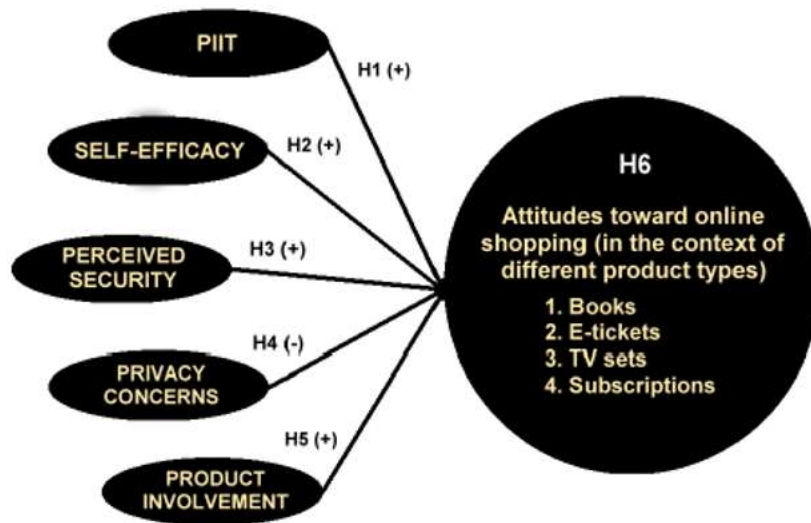 PIIT
H1 (+)
SELF-EFFICACY
H2 (+)
PERCEIVED
SECURITY
H3 (+)
PRIVACY
CONCERNS
H4 (-)
PRODUCT
INVOLVEMENT
H5 (+)
H6
Attitudes toward online
shopping (in the context of
different product types)
1. Books
2. E-tickets
3. TV sets
4. Subscriptions